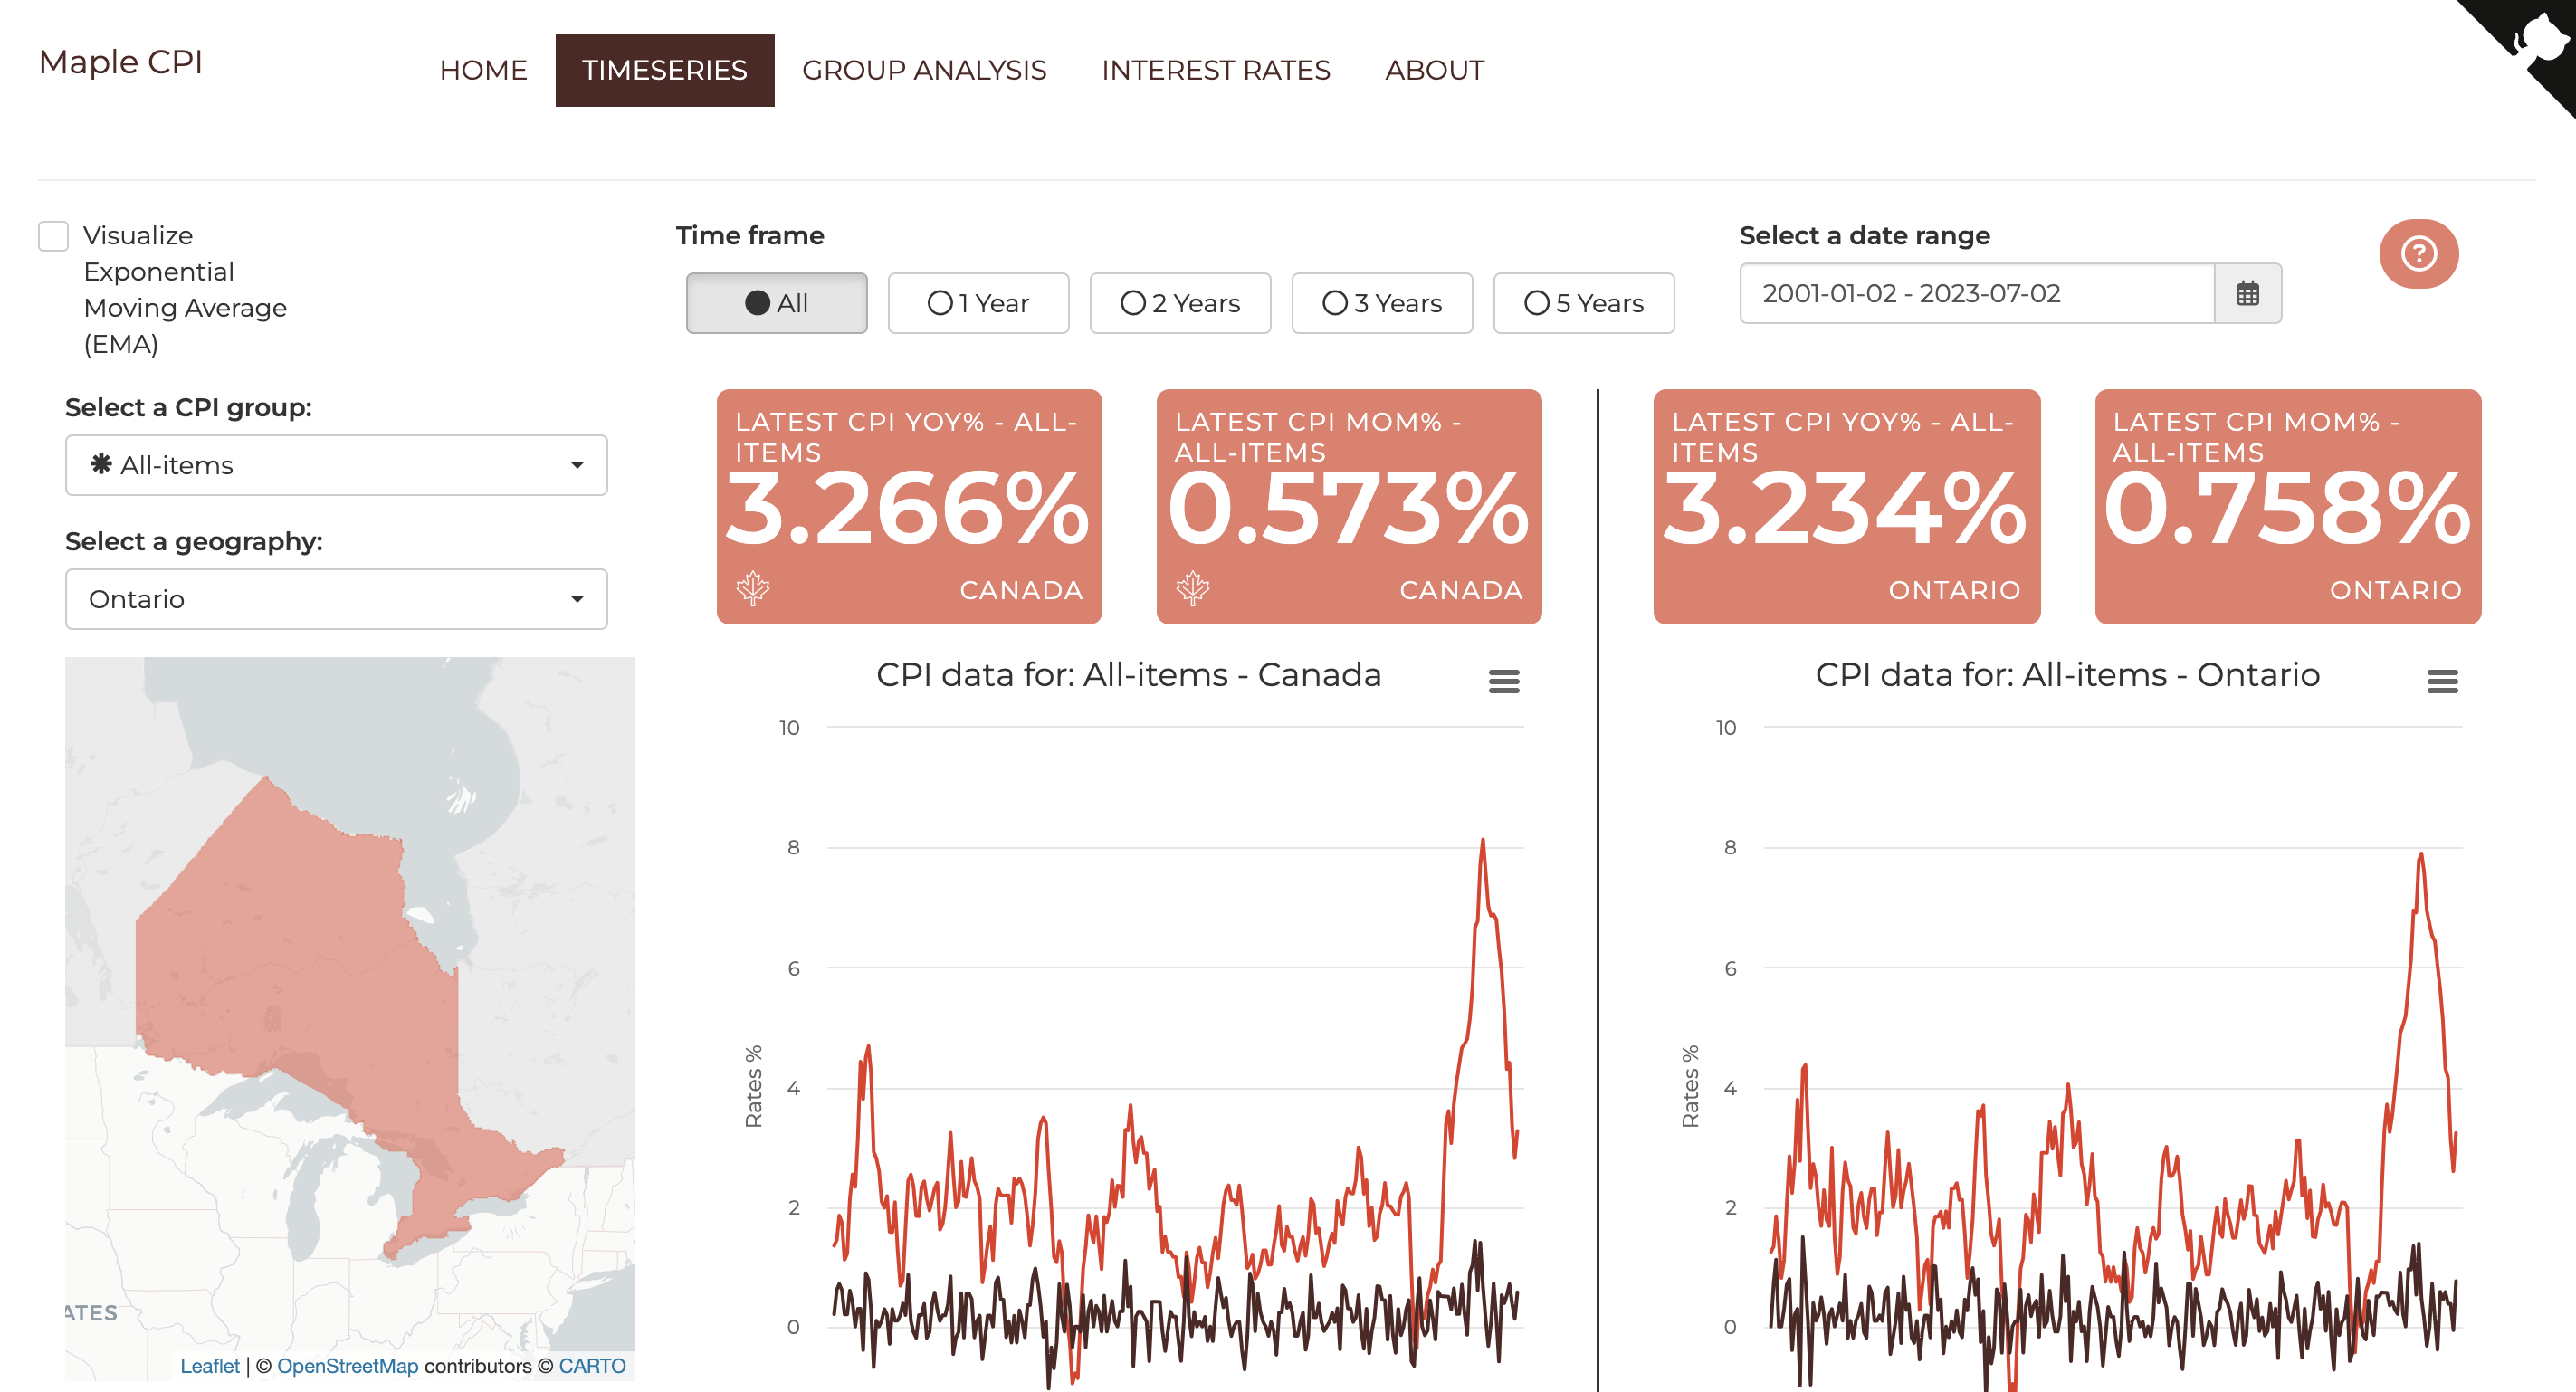 Maple CPI
HOME
TIMESERIES
GROUP ANALYSIS
INTEREST RATES
ABOUT
Visualize
Exponential
Moving Average
(EMA)
Time frame
All
1 Year
2 Years
3 Years
5 Years
Select a date range
2001-01-02 - 2023-07-02
?
Select a CPI group:
All-items
Select a geography:
Ontario
LATEST CPI YOY% - ALL-
ITEMS
3.266%
CANADA
LATEST CPI MOM% -
ALL-ITEMS
0.573%
CANADA
LATEST CPI YOY% - ALL-
ITEMS
3.234%
ONTARIO
LATEST CPI MOM% -
ALL-ITEMS
0.758%
ONTARIO
ATES
Leaflet | © OpenStreetMap contributors © CARTO
CPI data for: All-items - Canada
10
8
6
4
2
0
Rates %
CPI data for: All-items - Ontario
10
8
6
4
2
0
Rates %